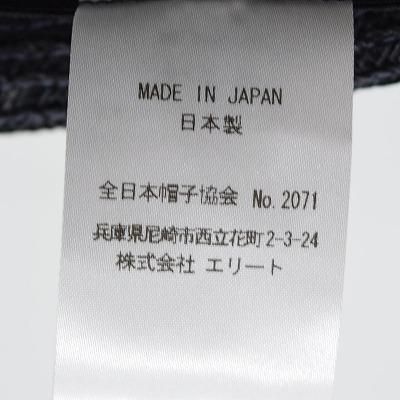 MADE IN JAPAN
日本製
全日本帽子協会 No.2071
兵庫県尼崎市西立花町2-3-24
株式会社 エリート